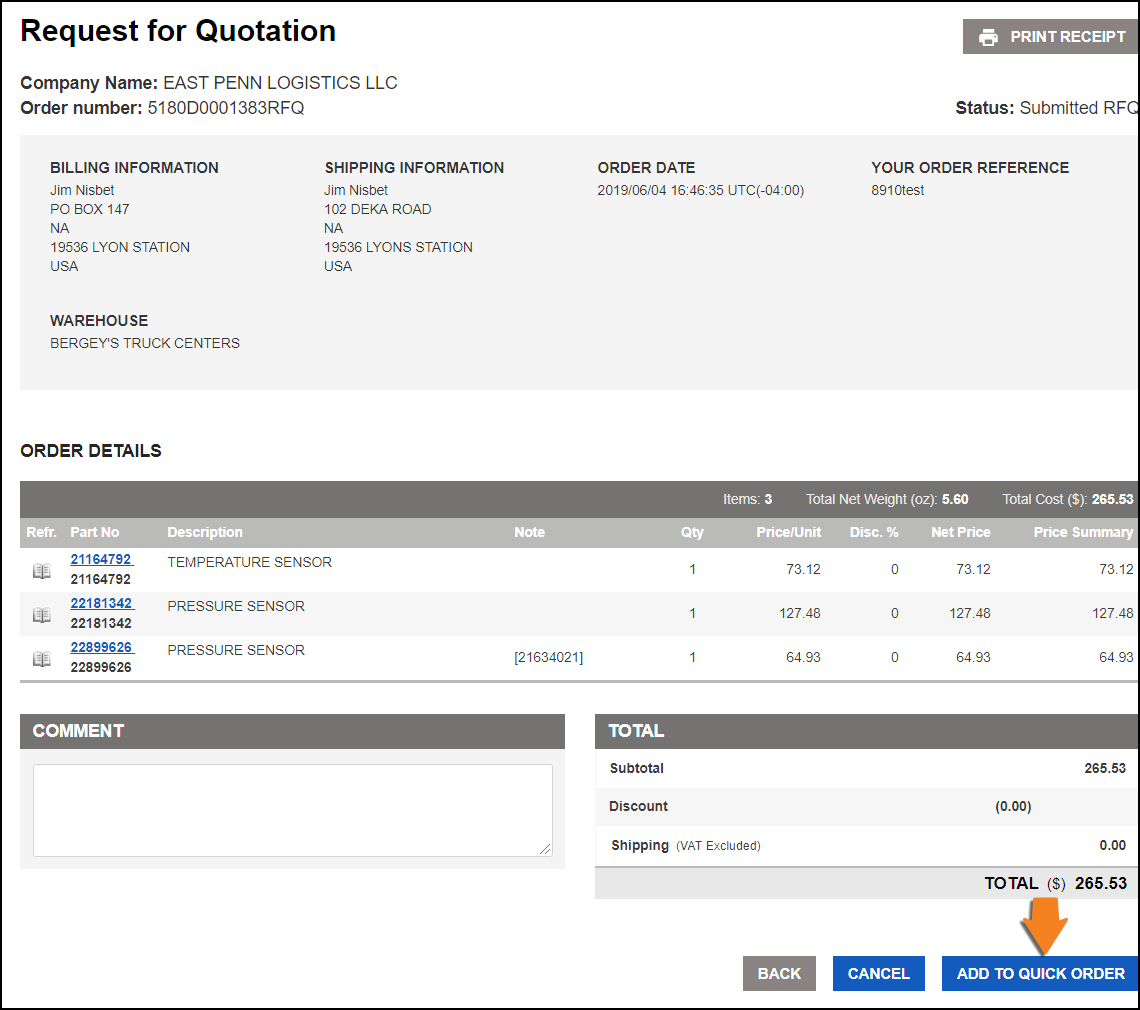 Request for Quotation
PRINT RECEIPT
Company Name: EAST PENN LOGISTICS LLC
Order number: 5180D0001383RFQ
Status: Submitted RFQ
BILLING INFORMATION
Jim Nisbet
PO BOX 147
NA
19536 LYON STATION
USA
SHIPPING INFORMATION
Jim Nisbet
102 DEKA ROAD
NA
19536 LYONS STATION
USA
ORDER DATE
2019/06/04 16:46:35 UTC(-04:00)
YOUR ORDER REFERENCE
8910test
WAREHOUSE
BERGEY'S TRUCK CENTERS
ORDER DETAILS
Items: 3 Total Net Weight (oz): 5.60 Total Cost ($): 265.53
Refr. Part No Description Note Qty Price/Unit Disc. % Net Price Price Summary
21164792 TEMPERATURE SENSOR 1 73.12 0 73.12 73.12
21164792
22181342 PRESSURE SENSOR 1 127.48 0 127.48 127.48
22181342
22899626 PRESSURE SENSOR [21634021] 1 64.93 0 64.93 64.93
22899626
COMMENT
TOTAL
Subtotal 265.53
Discount (0.00)
Shipping (VAT Excluded) 0.00
TOTAL ($) 265.53
BACK CANCEL ADD TO QUICK ORDER